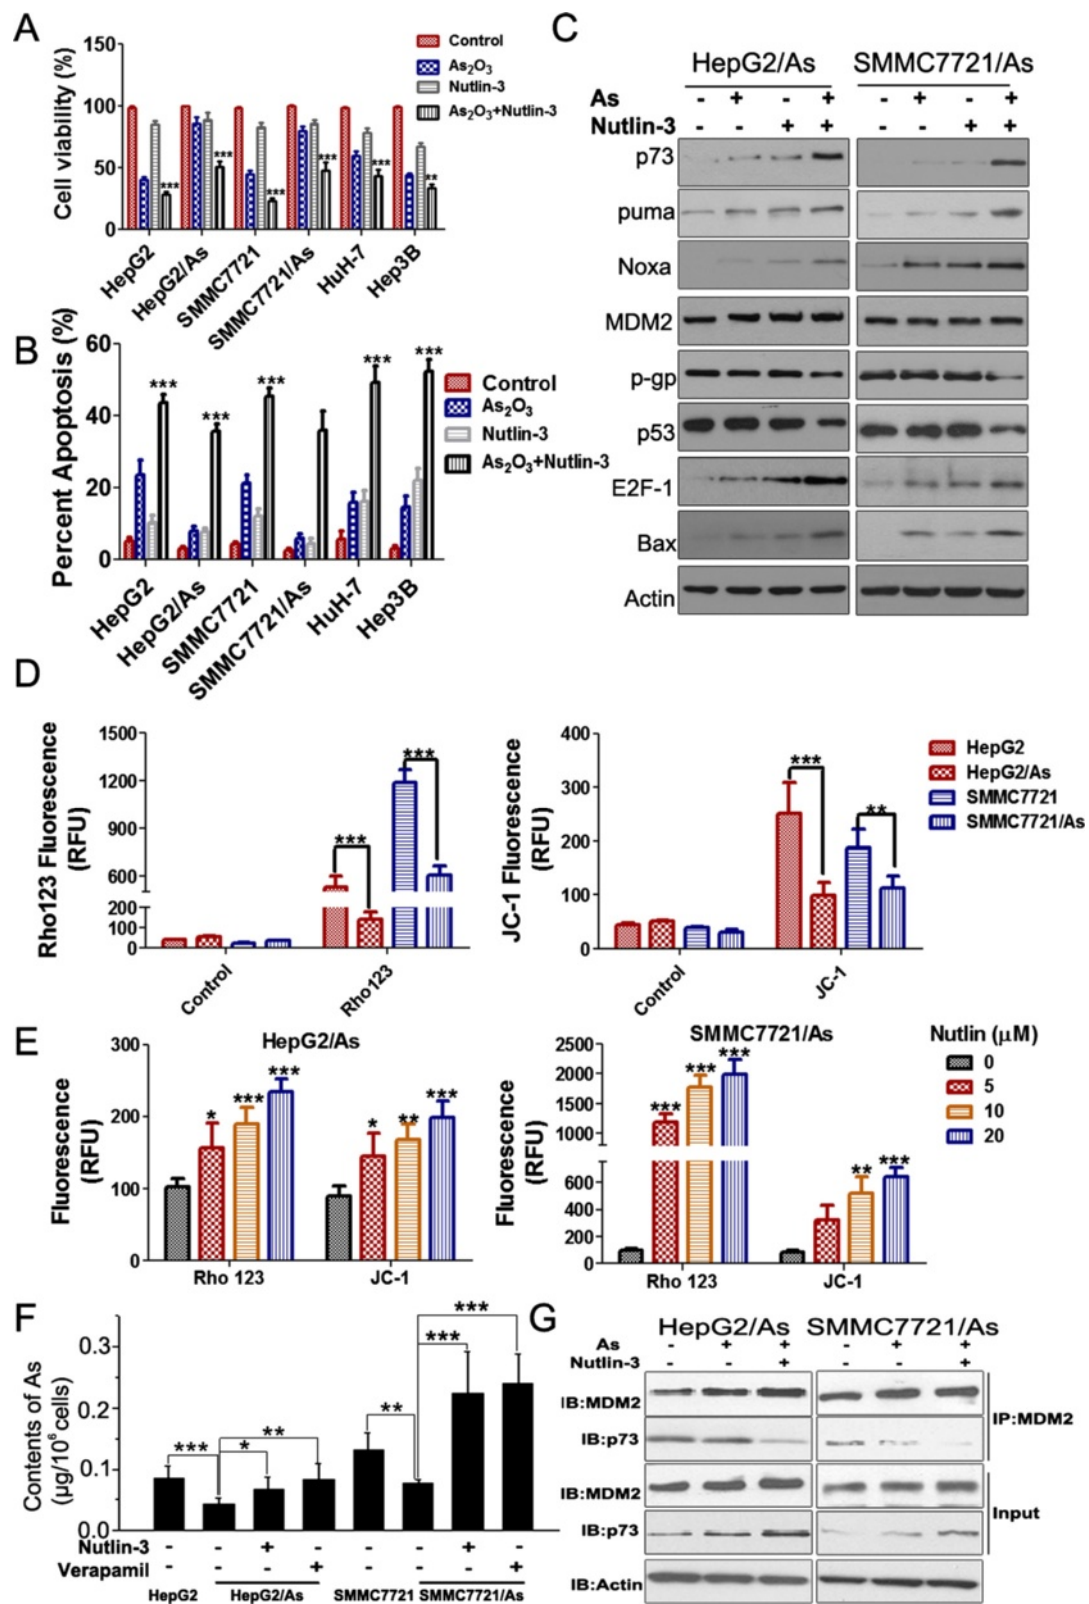 A
Cell viability (%)
150
100
50
0
Control
As2O3
Nutlin-3
As2O3+Nutlin-3
*** *** *** *** *** **
HepG2
HepG2/As
SMMC7721
SMMC7721/As
HuH-7
Hep3B
B
Percent Apoptosis (%)
60
40
20
0
*** *** *** *** ***
Control
As2O3
Nutlin-3
As2O3+Nutlin-3
HepG2
HepG2/As
SMMC7721
SMMC7721/As
HuH-7
Hep3B
C
HepG2/As SMMC7721/As
As - + - + - + - +
Nutlin-3 - - + + - - + +
p73
puma
Noxa
MDM2
p-gp
p53
E2F-1
Bax
Actin
D
Rho123 Fluorescence
(RFU)
1500
1200
900
600
200
100
0
*** ***
Control
Rho123
JC-1 Fluorescence
(RFU)
400
300
200
100
0
*** **
Control
JC-1
HepG2
HepG2/As
SMMC7721
SMMC7721/As
E
HepG2/As
Fluorescence
(RFU)
300
200
100
0
* *** *** * ** ***
Rho 123 JC-1
SMMC7721/As
Fluorescence
(RFU)
2500
2000
1500
1000
600
400
200
0
*** *** *** ** ***
Rho 123 JC-1
Nutlin (µM)
0
5
10
20
F
Contents of As
(µg/10⁶ cells)
0.3
0.2
0.1
0.0
*** * ** ** *** ***
Nutlin-3 - - + - - - + -
Verapamil - - - + - - - +
HepG2 HepG2/As SMMC7721 SMMC7721/As
G
HepG2/As SMMC7721/As
As - + + - + +
Nutlin-3 - - + - - +
IB:MDM2
IB:p73
IP:MDM2
IB:MDM2
IB:p73
Input
IB:Actin